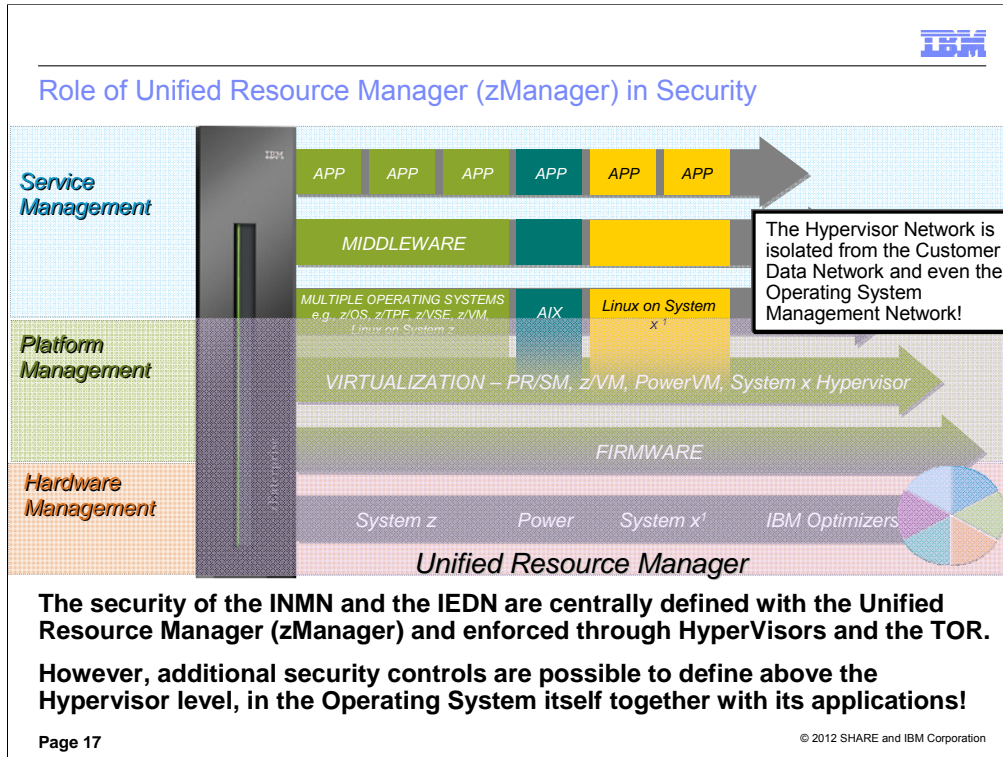 IBM
Role of Unified Resource Manager (zManager) in Security
IBM
Service
Management
APP
APP
APP
APP
APP
APP
MIDDLEWARE
The Hypervisor Network is
isolated from the Customer
Data Network and even the
Operating System
Management Network!
MULTIPLE OPERATING SYSTEMS
e.g., z/OS, z/TPF, z/VSE, z/VM,
Linux on System z
AIX
Linux on System
x 1
Platform
Management
VIRTUALIZATION – PR/SM, z/VM, PowerVM, System x Hypervisor
FIRMWARE
Hardware
Management
System z
Power
System x1
IBM Optimizers
Unified Resource Manager
The security of the INMN and the IEDN are centrally defined with the Unified
Resource Manager (zManager) and enforced through HyperVisors and the TOR.
However, additional security controls are possible to define above the
Hypervisor level, in the Operating System itself together with its applications!
Page 17
© 2012 SHARE and IBM Corporation